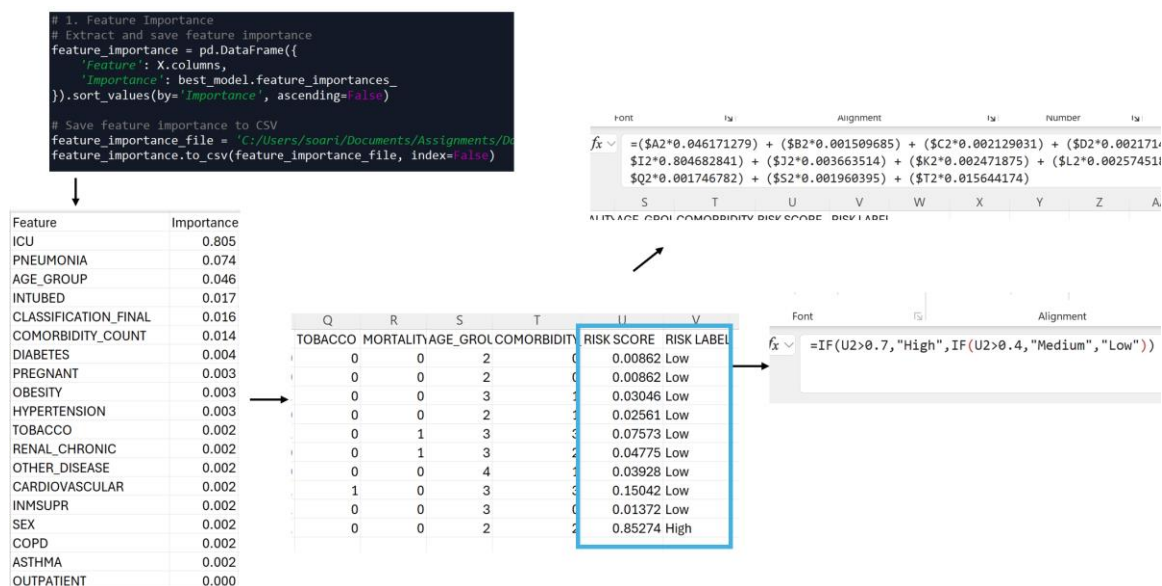 # 1. Feature Importance
# Extract and save feature importance
feature_importance = pd.DataFrame({
'Feature': X.columns,
'Importance': best_model.feature_importances_
}).sort_values(by='Importance', ascending=False)
# Save feature importance to CSV
feature_importance_file = 'C:/Users/soari/Documents/Assignments/Do
feature_importance.to_csv(feature_importance_file, index=False)
Feature Importance
ICU 0.805
PNEUMONIA 0.074
AGE_GROUP 0.046
INTUBED 0.017
CLASSIFICATION_FINAL 0.016
COMORBIDITY_COUNT 0.014
DIABETES 0.004
PREGNANT 0.003
OBESITY 0.003
HYPERTENSION 0.003
TOBACCO 0.002
RENAL_CHRONIC 0.002
OTHER_DISEASE 0.002
CARDIOVASCULAR 0.002
INMSUPR 0.002
SEX 0.002
COPD 0.002
ASTHMA 0.002
OUTPATIENT 0.000
Q R S T U V
TOBACCO MORTALITY AGE_GROU COMORBIDITY_ RISK SCORE RISK LABEL
0 0 2 0 0.00862 Low
0 0 2 0 0.00862 Low
0 0 3 1 0.03046 Low
0 0 2 1 0.02561 Low
0 1 3 3 0.07573 Low
0 1 3 2 0.04775 Low
0 0 4 1 0.03928 Low
1 0 3 3 0.15042 Low
0 0 3 0 0.01372 Low
0 0 2 2 0.85274 High
Font Alignment Number
fx =($A2*0.046171279) + ($B2*0.001509685) + ($C2*0.002129031) + ($D2*0.0021714
$I2*0.804682841) + ($J2*0.003663514) + ($K2*0.002471875) + ($L2*0.002574518
$Q2*0.001746782) + ($S2*0.001960395) + ($T2*0.015644174)
S T U V W X Y Z
AGE_GROU COMORBIDITY RISK SCORE RISK LABEL
Font Alignment
fx =IF(U2>0.7,"High",IF(U2>0.4,"Medium","Low"))